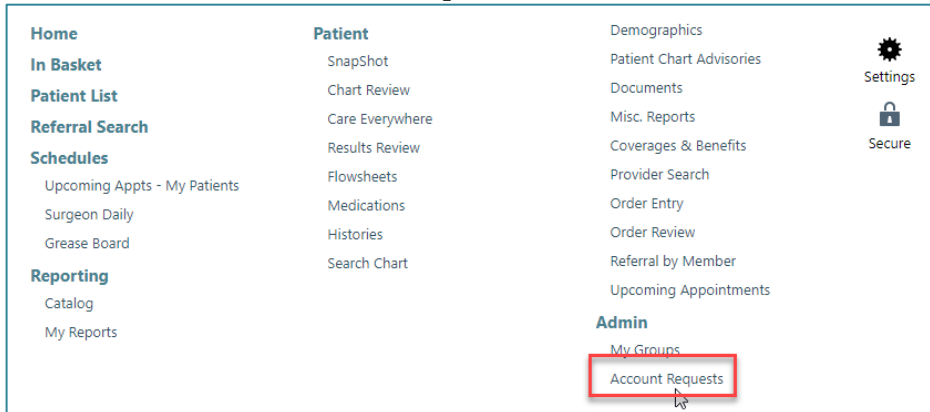 Home
In Basket
Patient List
Referral Search
Schedules
Upcoming Appts - My Patients
Surgeon Daily
Grease Board
Reporting
Catalog
My Reports
Patient
SnapShot
Chart Review
Care Everywhere
Results Review
Flowsheets
Medications
Histories
Search Chart
Demographics
Patient Chart Advisories
Documents
Misc. Reports
Coverages & Benefits
Provider Search
Order Entry
Order Review
Referral by Member
Upcoming Appointments
Admin
My Groups
Account Requests
Settings
Secure